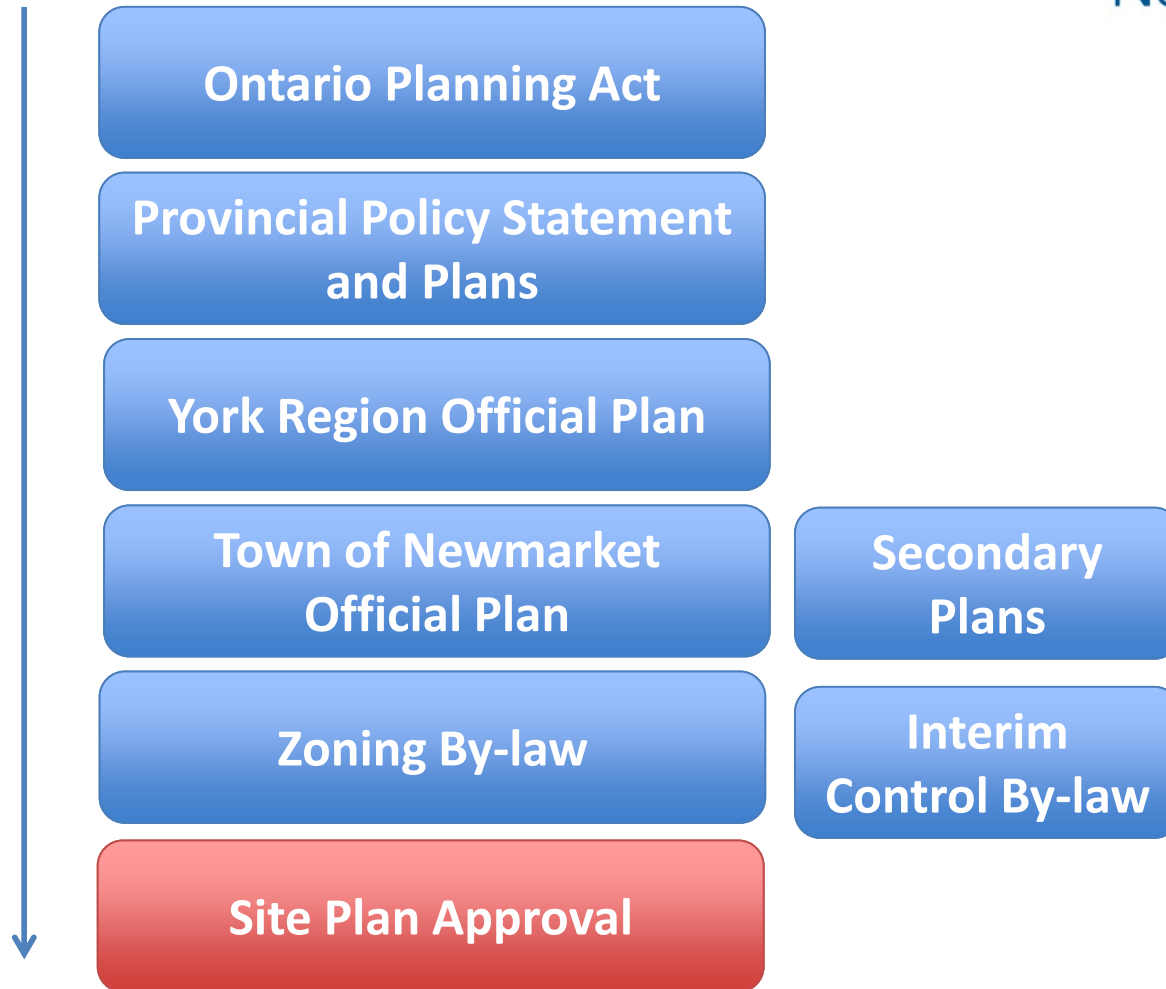 Ontario Planning Act
Provincial Policy Statement
and Plans
York Region Official Plan
Town of Newmarket
Official Plan
Secondary
Plans
Zoning By-law
Interim
Control By-law
Site Plan Approval